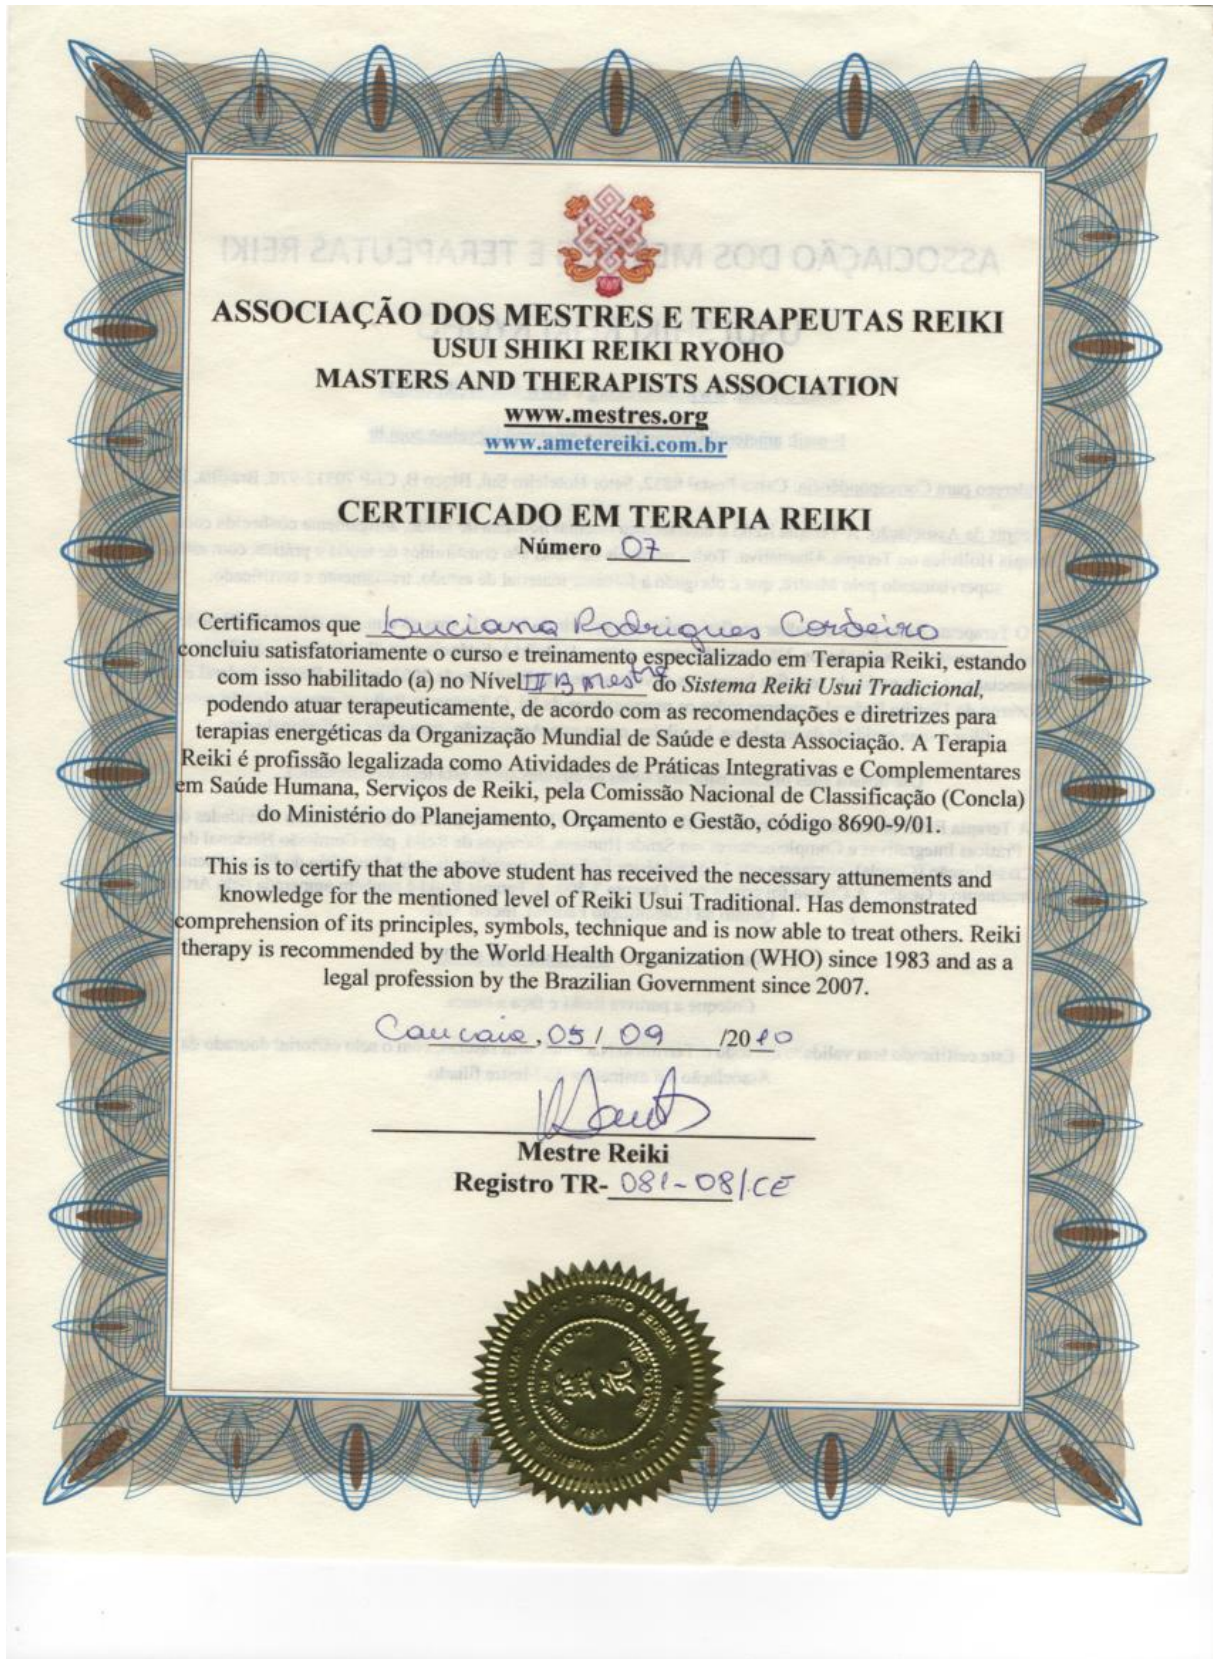 ASSOCIAÇÃO DOS MESTRES E TERAPEUTAS REIKI
USUI SHIKI REIKI RYOHO
MASTERS AND THERAPISTS ASSOCIATION
www.mestres.org
www.ametereiki.com.br
CERTIFICADO EM TERAPIA REIKI
Número 07
Certificamos que Luciana Rodrigues Cordeiro
concluiu satisfatoriamente o curso e treinamento especializado em Terapia Reiki, estando
com isso habilitado (a) no Nível III B Mestre do Sistema Reiki Usui Tradicional,
podendo atuar terapeuticamente, de acordo com as recomendações e diretrizes para
terapias energéticas da Organização Mundial de Saúde e desta Associação. A Terapia
Reiki é profissão legalizada como Atividades de Práticas Integrativas e Complementares
em Saúde Humana, Serviços de Reiki, pela Comissão Nacional de Classificação (Concla)
do Ministério do Planejamento, Orçamento e Gestão, código 8690-9/01.
This is to certify that the above student has received the necessary attunements and
knowledge for the mentioned level of Reiki Usui Traditional. Has demonstrated
comprehension of its principles, symbols, technique and is now able to treat others. Reiki
therapy is recommended by the World Health Organization (WHO) since 1983 and as a
legal profession by the Brazilian Government since 2007.
Caucaia, 05/09/2010
Mestre Reiki
Registro TR-081-08/CE